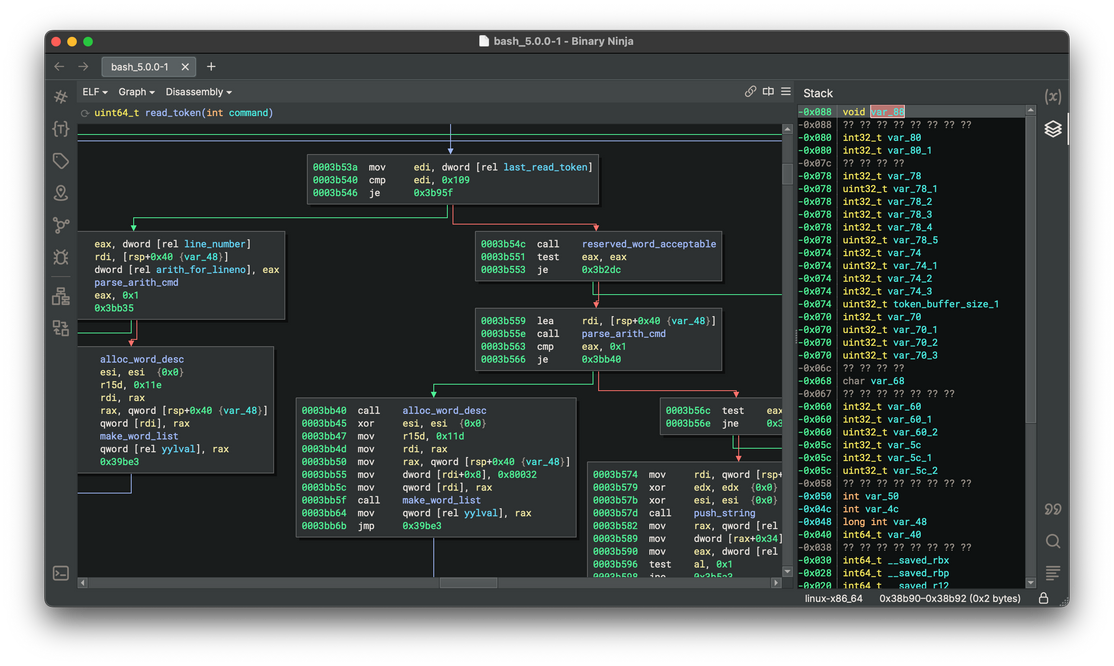 bash_5.0.0-1 - Binary Ninja
bash_5.0.0-1
ELF Graph Disassembly
uint64_t read_token(int command)
0003b53a mov edi, dword [rel last_read_token]
0003b540 cmp edi, 0x109
0003b546 je 0x3b95f
eax, dword [rel line_number]
rdi, [rsp+0x40 {var_48}]
dword [rel arith_for_lineno], eax
parse_arith_cmd
eax, 0x1
0x3bb35
0003b54c call reserved_word_acceptable
0003b551 test eax, eax
0003b553 je 0x3b2dc
0003b559 lea rdi, [rsp+0x40 {var_48}]
0003b55e call parse_arith_cmd
0003b563 cmp eax, 0x1
0003b566 je 0x3bb40
alloc_word_desc
esi, esi {0x0}
r15d, 0x11e
rdi, rax
rax, qword [rsp+0x40 {var_48}]
qword [rdi], rax
make_word_list
qword [rel yylval], rax
0x39be3
0003bb40 call alloc_word_desc
0003bb45 xor esi, esi {0x0}
0003bb47 mov r15d, 0x11d
0003bb4d mov rdi, rax
0003bb50 mov rax, qword [rsp+0x40 {var_48}]
0003bb55 mov dword [rdi+0x8], 0x80032
0003bb5c mov qword [rdi], rax
0003bb5f call make_word_list
0003bb64 mov qword [rel yylval], rax
0003bb6b jmp 0x39be3
0003b56c test eax
0003b56e jne 0x3
0003b574 mov rdi, qword [rsp+
0003b579 xor edx, edx {0x0}
0003b57b xor esi, esi {0x0}
0003b57d call push_string
0003b582 mov rax, qword [rel
0003b589 mov dword [rax+0x34]
0003b590 mov eax, dword [rel
0003b596 test al, 0x1
0003b598 jne 0x3b5a3
Stack
-0x088 void var_88
-0x088 ?? ?? ?? ?? ?? ?? ?? ??
-0x080 int32_t var_80
-0x080 int32_t var_80_1
-0x07c ?? ?? ?? ??
-0x078 int32_t var_78
-0x078 uint32_t var_78_1
-0x078 int32_t var_78_2
-0x078 int32_t var_78_3
-0x078 int32_t var_78_4
-0x078 uint32_t var_78_5
-0x074 int32_t var_74
-0x074 uint32_t var_74_1
-0x074 int32_t var_74_2
-0x074 int32_t var_74_3
-0x074 uint32_t token_buffer_size_1
-0x070 int32_t var_70
-0x070 uint32_t var_70_1
-0x070 uint32_t var_70_2
-0x070 int32_t var_70_3
-0x06c ?? ?? ?? ??
-0x068 char var_68
-0x067 ?? ?? ?? ?? ?? ?? ??
-0x060 int32_t var_60
-0x060 int32_t var_60_1
-0x060 uint32_t var_60_2
-0x05c int32_t var_5c
-0x05c int32_t var_5c_1
-0x05c uint32_t var_5c_2
-0x058 ?? ?? ?? ?? ?? ?? ?? ??
-0x050 int var_50
-0x04c int var_4c
-0x048 long int var_48
-0x040 int64_t var_40
-0x038 ?? ?? ?? ?? ?? ?? ?? ??
-0x030 int64_t __saved_rbx
-0x028 int64_t __saved_rbp
-0x020 int64_t __saved_r12
linux-x86_64 0x38b90-0x38b92 (0x2 bytes)